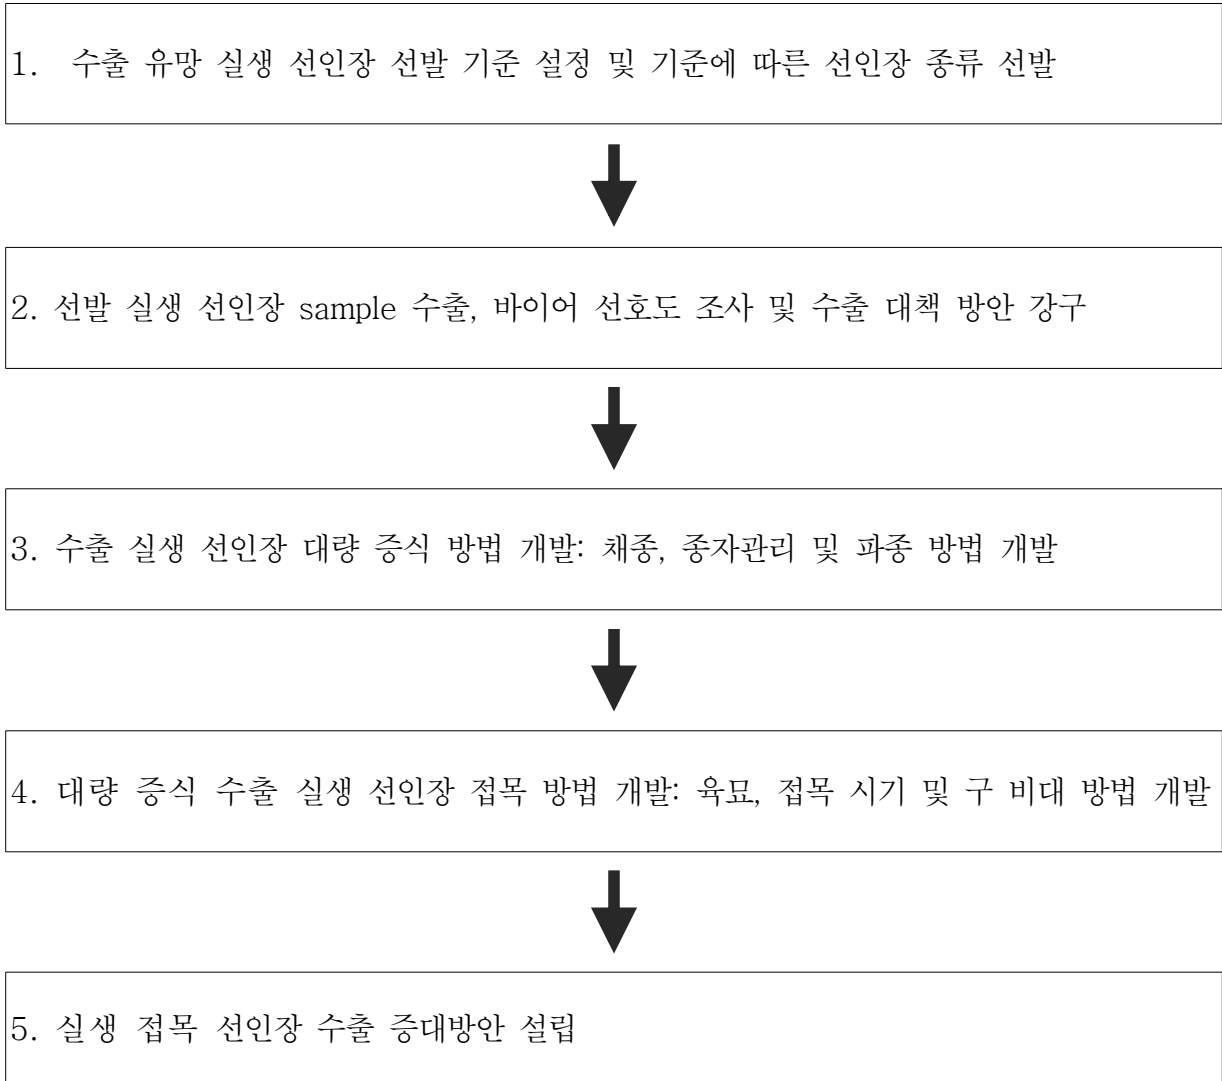 1. 수출 유망 실생 선인장 선발 기준 설정 및 기준에 따른 선인장 종류 선발
2. 선발 실생 선인장 sample 수출, 바이어 선호도 조사 및 수출 대책 방안 강구
3. 수출 실생 선인장 대량 증식 방법 개발: 채종, 종자관리 및 파종 방법 개발
4. 대량 증식 수출 실생 선인장 접목 방법 개발: 육묘, 접목 시기 및 구 비대 방법 개발
5. 실생 접목 선인장 수출 증대방안 설립